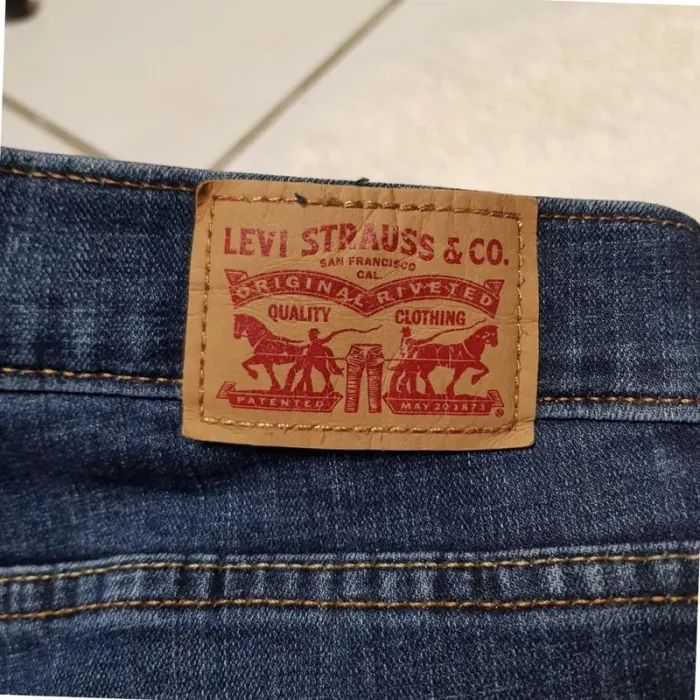 LEVI STRAUSS & CO.
SAN FRANCISCO
CAL.
ORIGINAL RIVETED
QUALITY CLOTHING
PATENTED MAY 20 1873 ®